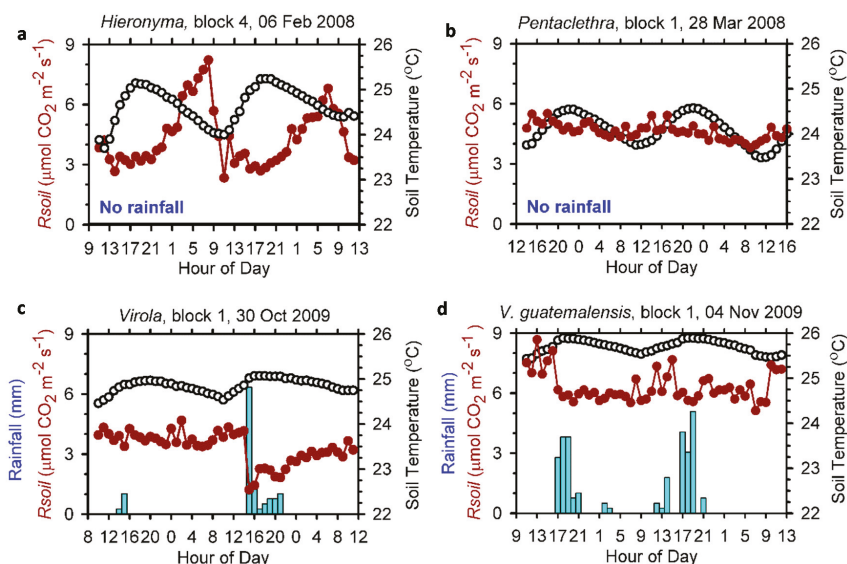 a
Hieronyma, block 4, 06 Feb 2008
9
6
3
0
26
25
24
23
22
Rsoil (μmol CO2 m-2 s-1)
Soil Temperature (oC)
No rainfall
9 13 17 21 1 5 9 13 17 21 1 5 9 13
Hour of Day
b
Pentaclethra, block 1, 28 Mar 2008
9
6
3
0
26
25
24
23
22
Rsoil (μmol CO2 m-2 s-1)
Soil Temperature (oC)
No rainfall
12 16 20 0 4 8 12 16 20 0 4 8 12 16
Hour of Day
c
Virola, block 1, 30 Oct 2009
9
6
3
0
26
25
24
23
22
Rainfall (mm)
Rsoil (μmol CO2 m-2 s-1)
Soil Temperature (oC)
8 12 16 20 0 4 8 12 16 20 0 4 8 12
Hour of Day
d
V. guatemalensis, block 1, 04 Nov 2009
9
6
3
0
26
25
24
23
22
Rainfall (mm)
Rsoil (μmol CO2 m-2 s-1)
Soil Temperature (oC)
9 13 17 21 1 5 9 13 17 21 1 5 9 13
Hour of Day